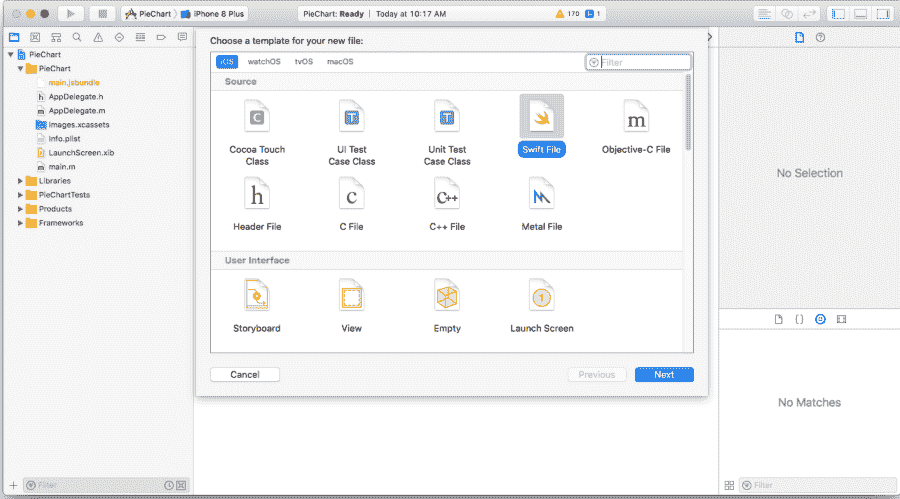 PieChart iPhone 8 Plus PieChart: Ready Today at 10:17 AM 170 1
PieChart
PieChart
main.jsbundle
h AppDelegate.h
m AppDelegate.m
Images.xcassets
Info.plist
LaunchScreen.xib
m main.m
Libraries
PieChartTests
Products
Frameworks
Filter
Choose a template for your new file:
iOS watchOS tvOS macOS Filter
Source
C T T m
Cocoa Touch Class
UI Test Case Class
Unit Test Case Class
Swift File
Objective-C File
h c C++
Header File
C File
C++ File
Metal File
User Interface
1
Storyboard
View
Empty
Launch Screen
Cancel Previous Next
No Selection
{ }
No Matches
Filter